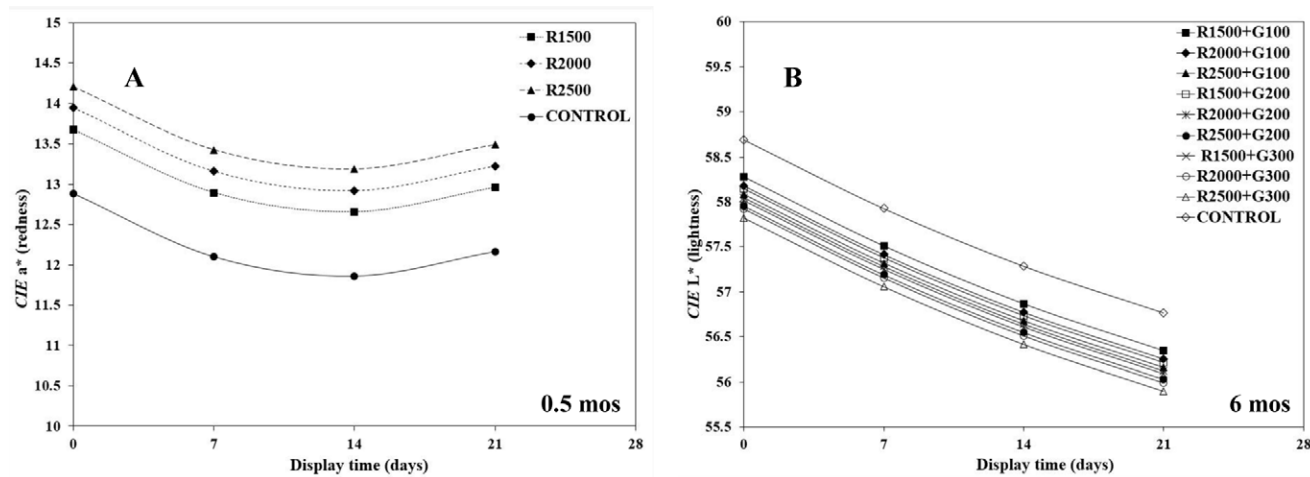 A
R1500
R2000
R2500
CONTROL
15
14.5
14
13.5
13
12.5
12
11.5
11
10.5
10
CIE a* (redness)
0 7 14 21 28
Display time (days)
0.5 mos
B
R1500+G100
R2000+G100
R2500+G100
R1500+G200
R2000+G200
R2500+G200
R1500+G300
R2000+G300
R2500+G300
CONTROL
60
59.5
59
58.5
58
57.5
57
56.5
56
55.5
CIE L* (lightness)
0 7 14 21 28
Display time (days)
6 mos